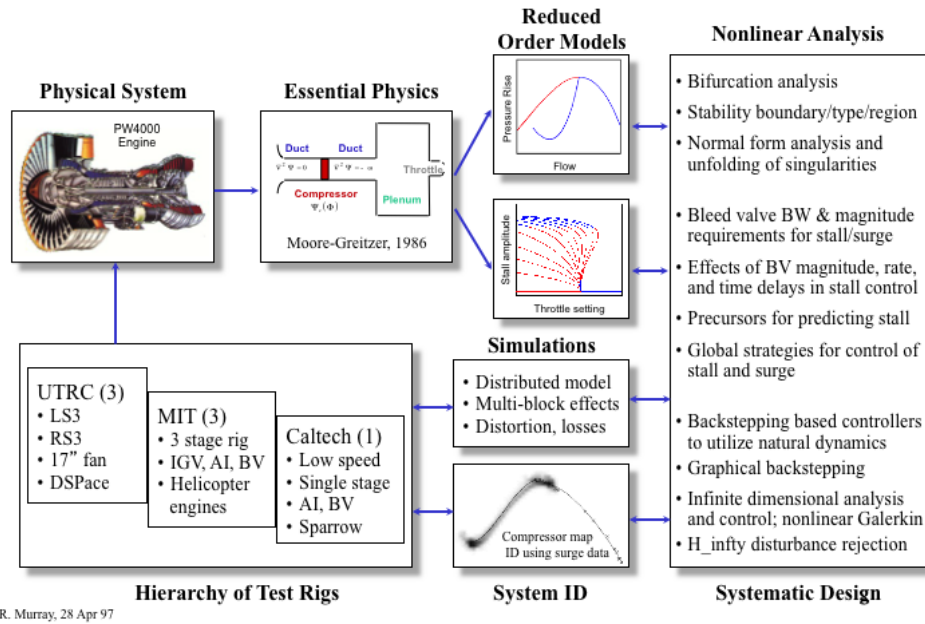 Reduced
Order Models
Nonlinear Analysis
Physical System
Essential Physics
PW4000
Engine
Duct
Duct
Throttle
Compressor
Ψc(Φ)
Plenum
Moore-Greitzer, 1986
Pressure Rise
Flow
Stall amplitude
Throttle setting
• Bifurcation analysis
• Stability boundary/type/region
• Normal form analysis and
unfolding of singularities
• Bleed valve BW & magnitude
requirements for stall/surge
• Effects of BV magnitude, rate,
and time delays in stall control
• Precursors for predicting stall
• Global strategies for control of
stall and surge
• Backstepping based controllers
to utilize natural dynamics
• Graphical backstepping
• Infinite dimensional analysis
and control; nonlinear Galerkin
• H_infty disturbance rejection
Simulations
• Distributed model
• Multi-block effects
• Distortion, losses
UTRC (3)
• LS3
• RS3
• 17” fan
• DSPace
MIT (3)
• 3 stage rig
• IGV, AI, BV
• Helicopter
engines
Caltech (1)
• Low speed
• Single stage
• AI, BV
• Sparrow
Compressor map
ID using surge data
Hierarchy of Test Rigs
System ID
Systematic Design
R. Murray, 28 Apr 97